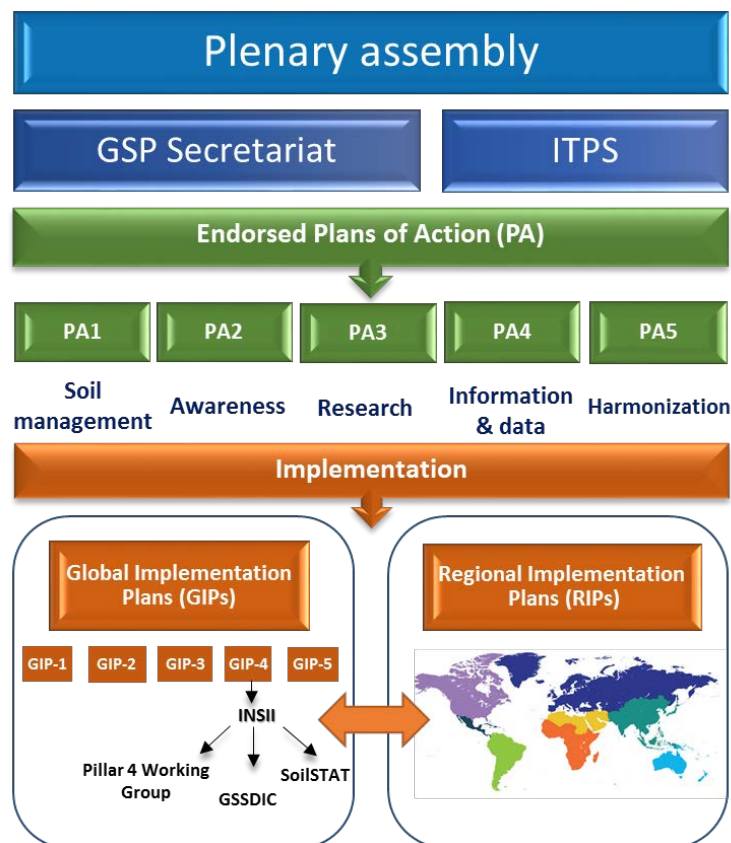 Plenary assembly
GSP Secretariat
ITPS
Endorsed Plans of Action (PA)
PA1
PA2
PA3
PA4
PA5
Soil
management
Awareness
Research
Information
& data
Harmonization
Implementation
Global Implementation
Plans (GIPs)
GIP-1
GIP-2
GIP-3
GIP-4
GIP-5
INSII
Pillar 4 Working
Group
GSSDIC
SoilSTAT
Regional Implementation
Plans (RIPs)